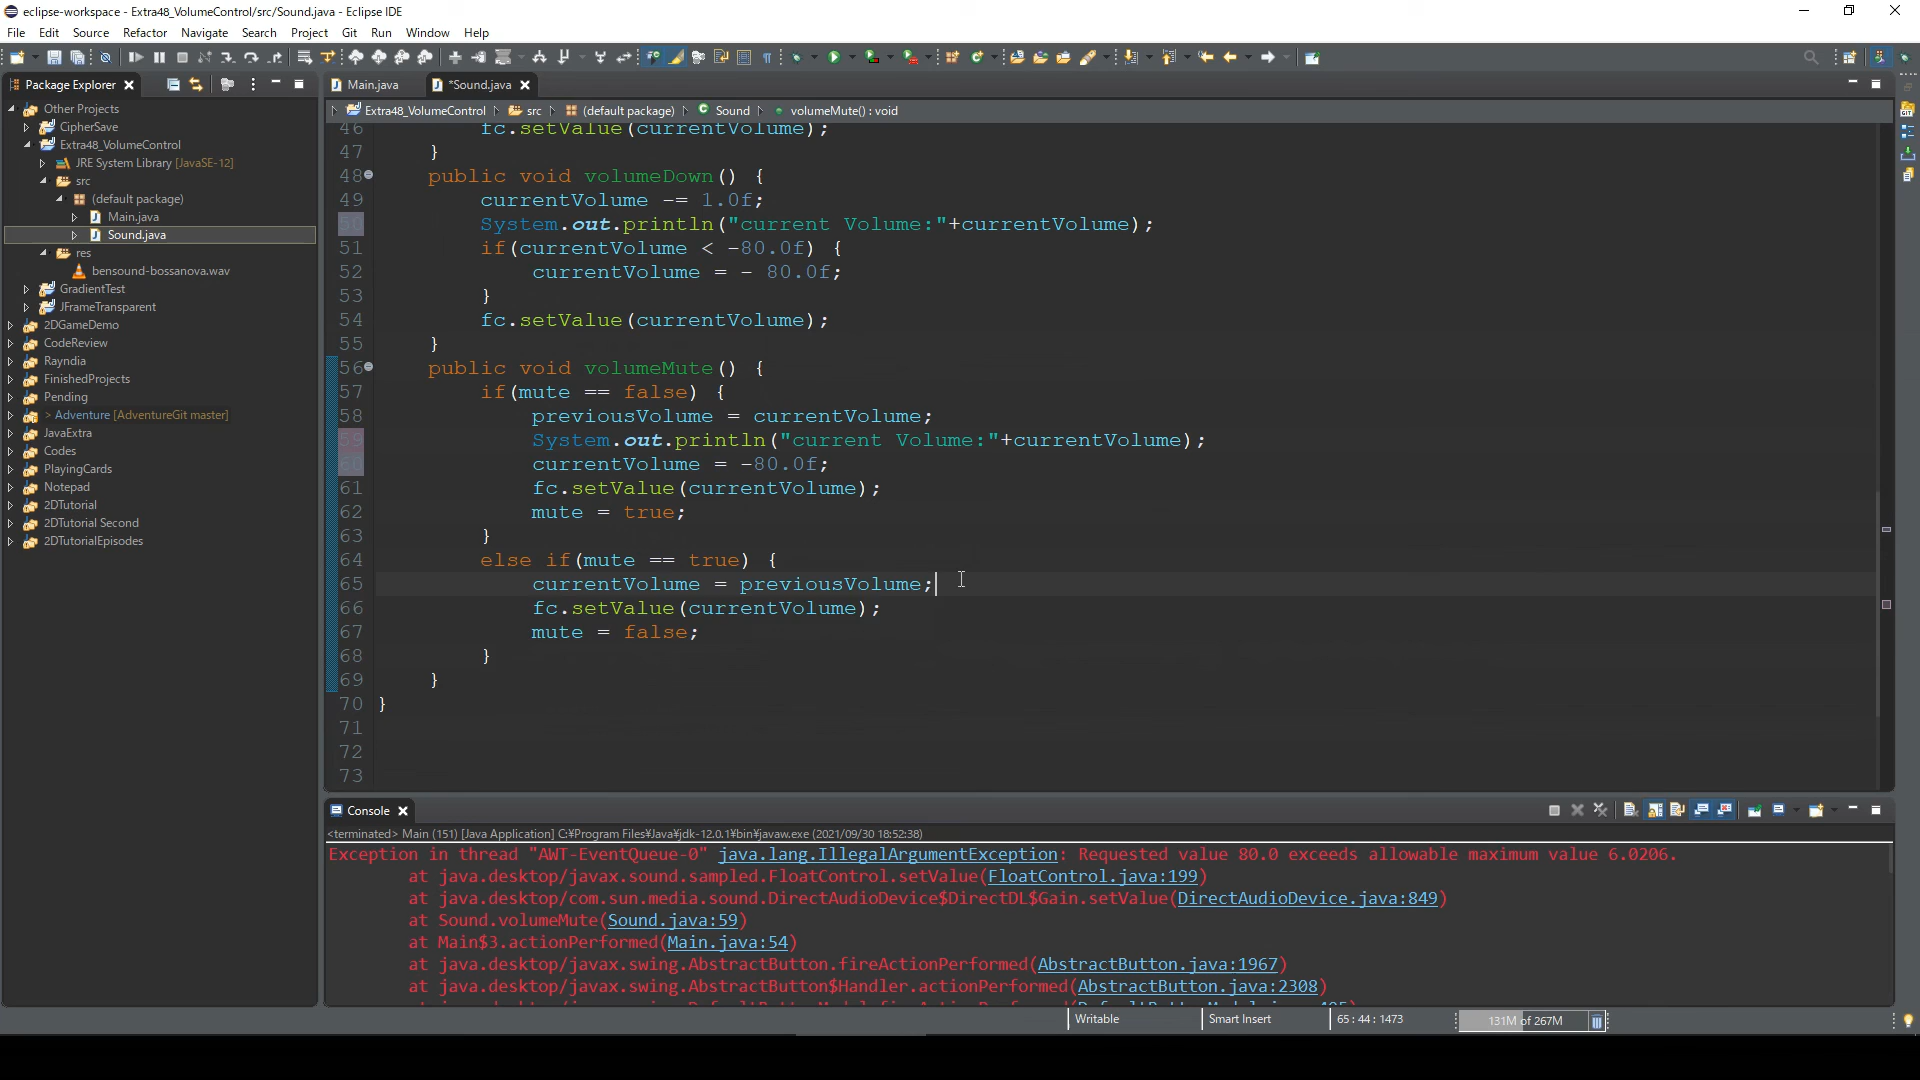 eclipse-workspace - Extra48_VolumeControl/src/Sound.java - Eclipse IDE
File Edit Source Refactor Navigate Search Project Git Run Window Help
Package Explorer
Main.java *Sound.java
Extra48_VolumeControl src (default package) Sound volumeMute() : void
Other Projects
CipherSave
Extra48_VolumeControl
JRE System Library [JavaSE-12]
src
(default package)
Main.java
Sound.java
res
bensound-bossanova.wav
GradientTest
JFrameTransparent
2DGameDemo
CodeReview
Rayndia
FinishedProjects
Pending
> Adventure [AdventureGit master]
JavaExtra
Codes
PlayingCards
Notepad
2DTutorial
2DTutorial Second
2DTutorialEpisodes
46 fc.setValue(currentVolume);
47 }
48 public void volumeDown() {
49 currentVolume -= 1.0f;
50 System.out.println("current Volume:"+currentVolume);
51 if(currentVolume < -80.0f) {
52 currentVolume = - 80.0f;
53 }
54 fc.setValue(currentVolume);
55 }
56 public void volumeMute() {
57 if(mute == false) {
58 previousVolume = currentVolume;
59 System.out.println("current Volume:"+currentVolume);
60 currentVolume = -80.0f;
61 fc.setValue(currentVolume);
62 mute = true;
63 }
64 else if(mute == true) {
65 currentVolume = previousVolume;
66 fc.setValue(currentVolume);
67 mute = false;
68 }
69 }
70 }
71
72
73
Console
<terminated> Main (151) [Java Application] C:¥Program Files¥Java¥jdk-12.0.1¥bin¥javaw.exe (2021/09/30 18:52:38)
Exception in thread "AWT-EventQueue-0" java.lang.IllegalArgumentException: Requested value 80.0 exceeds allowable maximum value 6.0206.
at java.desktop/javax.sound.sampled.FloatControl.setValue(FloatControl.java:199)
at java.desktop/com.sun.media.sound.DirectAudioDevice$DirectDL$Gain.setValue(DirectAudioDevice.java:849)
at Sound.volumeMute(Sound.java:59)
at Main$3.actionPerformed(Main.java:54)
at java.desktop/javax.swing.AbstractButton.fireActionPerformed(AbstractButton.java:1967)
at java.desktop/javax.swing.AbstractButton$Handler.actionPerformed(AbstractButton.java:2308)
Writable Smart Insert 65 : 44 : 1473 131M of 267M